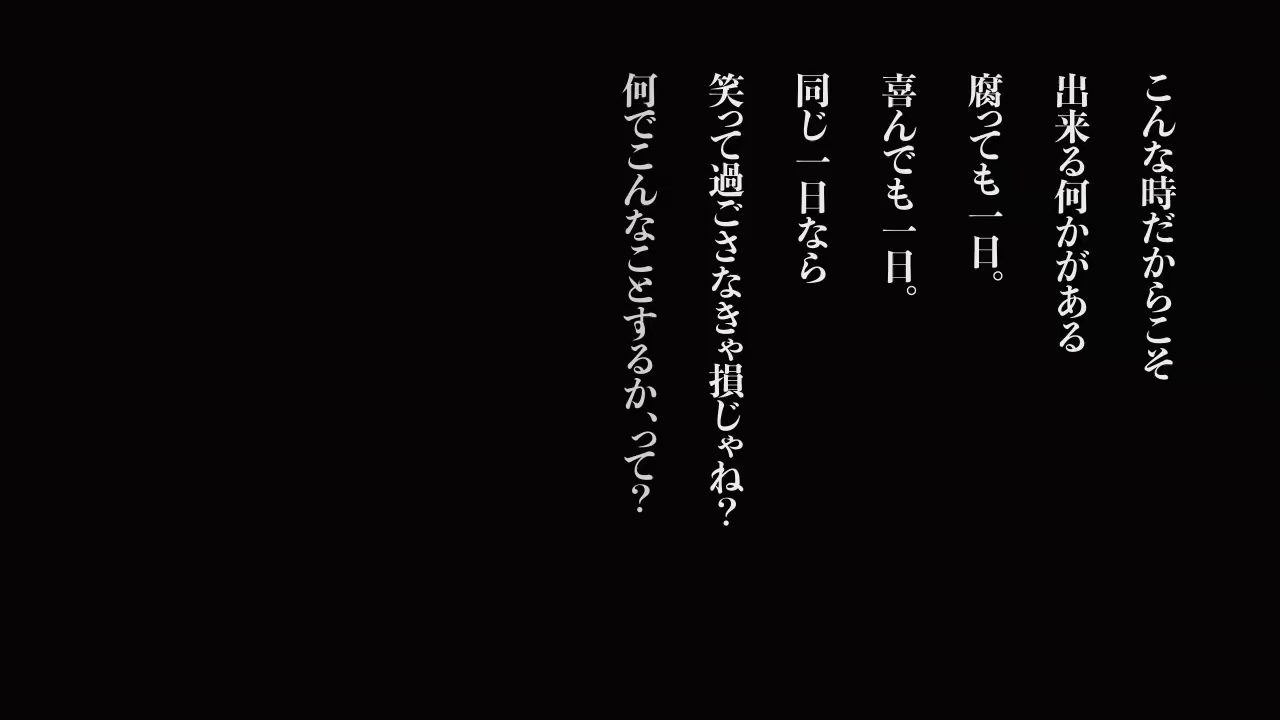 こんな時だからこそ
出来る何かがある
腐っても一日。
喜んでも一日。
同じ一日なら
笑って過ごさなきゃ損じゃね？
何でこんなことするか、って？